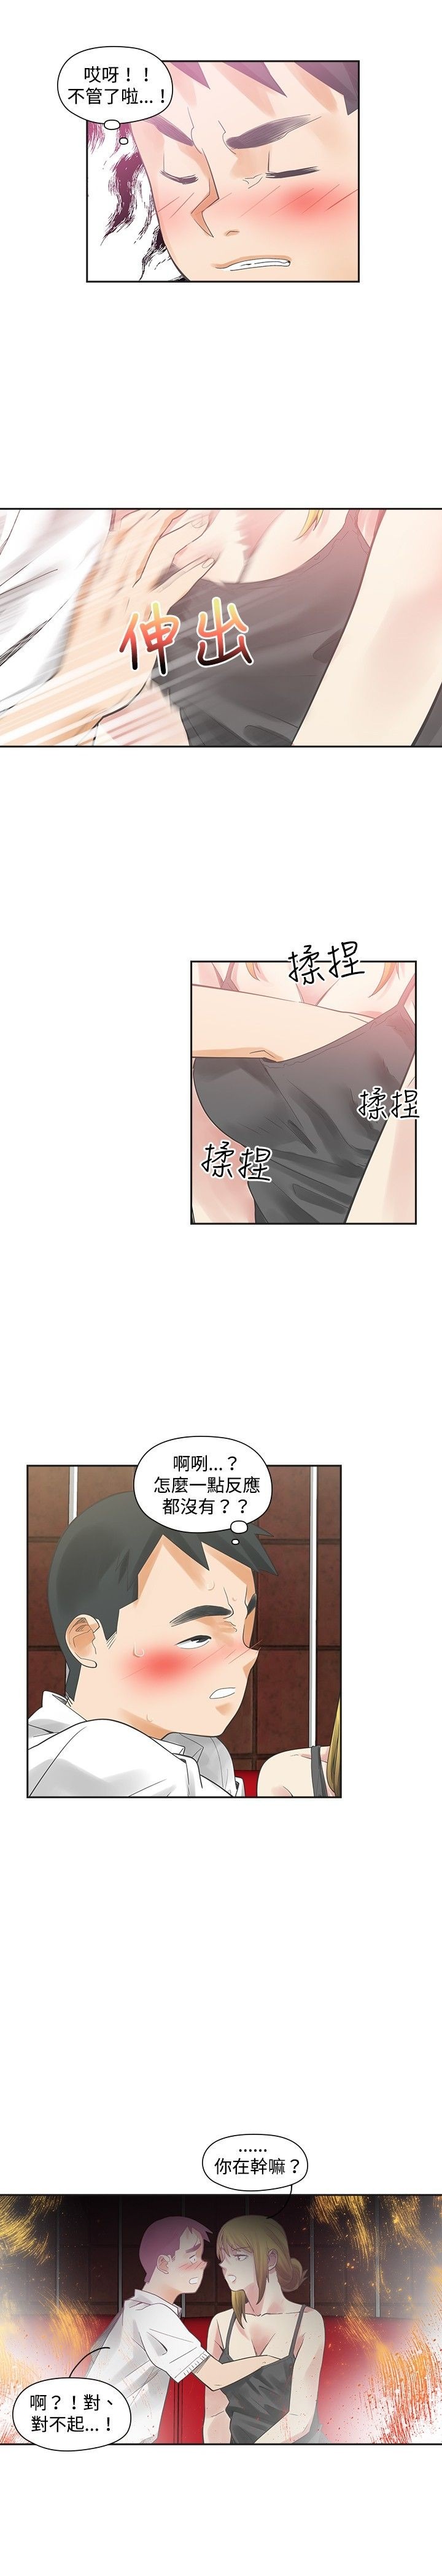 哎呀！！
不管了啦...！
伸出
揉捏
揉捏
揉捏
啊咧...？
怎麼一點反應
都沒有？？
......
你在幹嘛？
啊？！對、
對不起...！